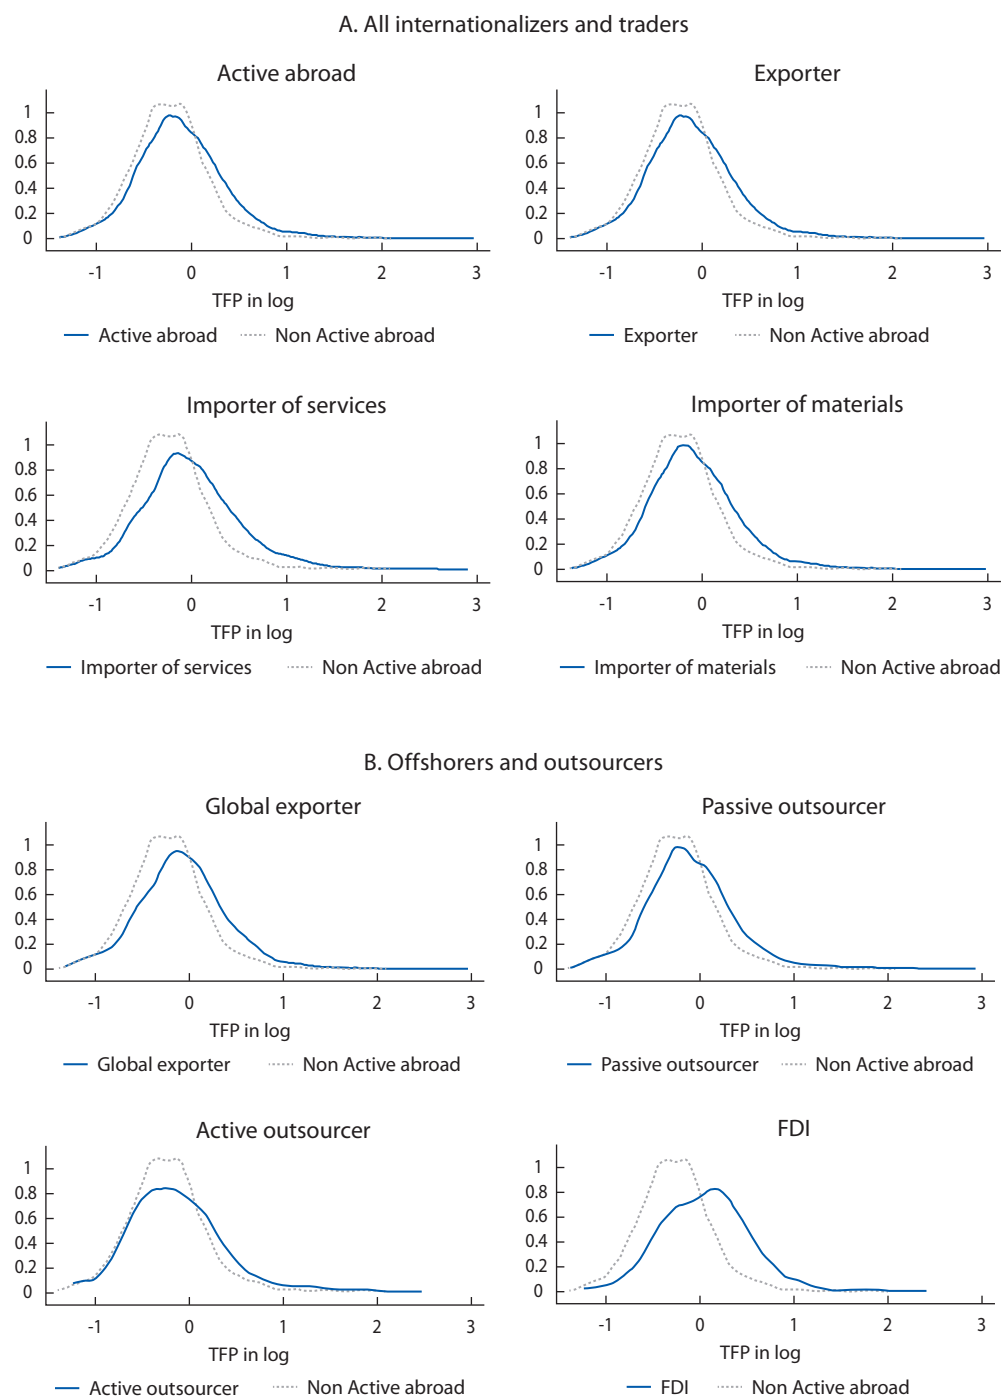 A. All internationalizers and traders
Active abroad
1
0.8
0.6
0.4
0.2
0
-1 0 1 2 3
TFP in log
Active abroad Non Active abroad
Exporter
1
0.8
0.6
0.4
0.2
0
-1 0 1 2 3
TFP in log
Exporter Non Active abroad
Importer of services
1
0.8
0.6
0.4
0.2
0
-1 0 1 2 3
TFP in log
Importer of services Non Active abroad
Importer of materials
1
0.8
0.6
0.4
0.2
0
-1 0 1 2 3
TFP in log
Importer of materials Non Active abroad
B. Offshorers and outsourcers
Global exporter
1
0.8
0.6
0.4
0.2
0
-1 0 1 2 3
TFP in log
Global exporter Non Active abroad
Passive outsourcer
1
0.8
0.6
0.4
0.2
0
-1 0 1 2 3
TFP in log
Passive outsourcer Non Active abroad
Active outsourcer
1
0.8
0.6
0.4
0.2
0
-1 0 1 2 3
TFP in log
Active outsourcer Non Active abroad
FDI
1
0.8
0.6
0.4
0.2
0
-1 0 1 2 3
TFP in log
FDI Non Active abroad